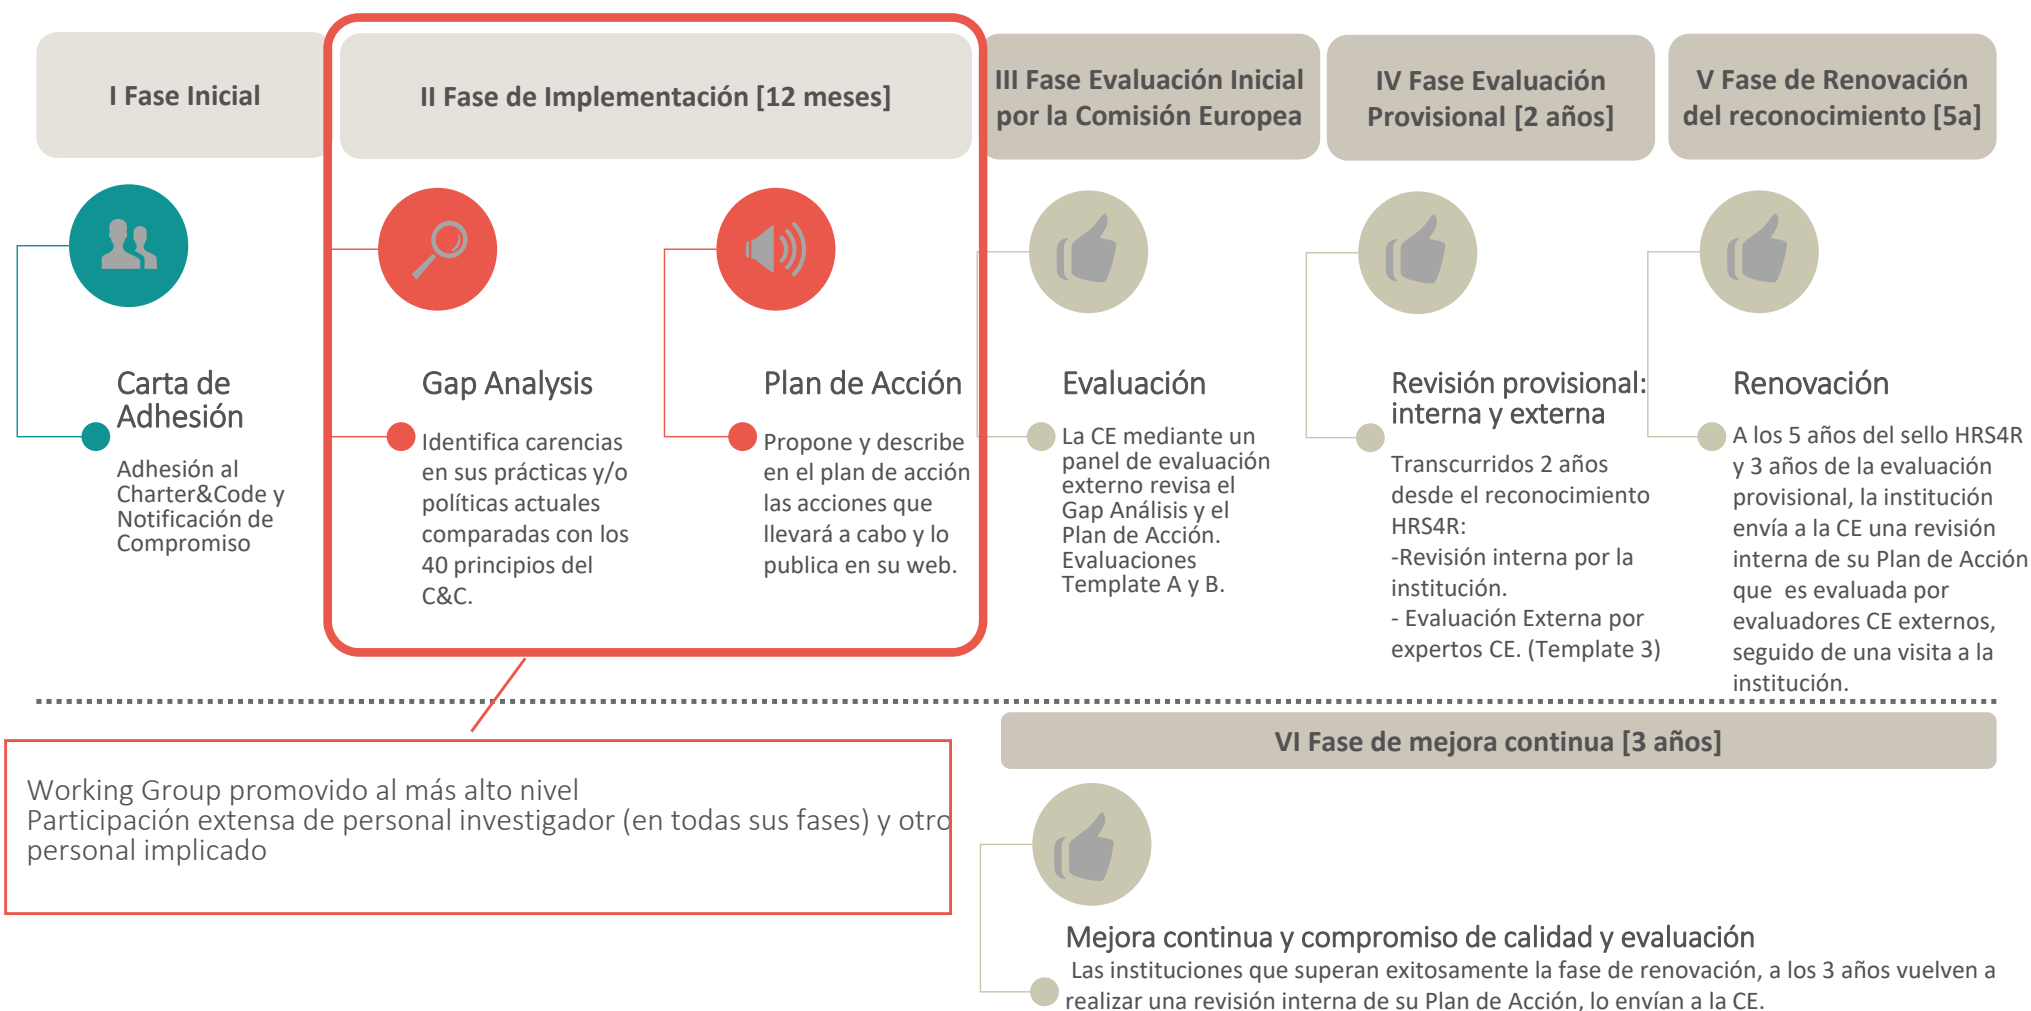 I Fase Inicial
II Fase de Implementación [12 meses]
III Fase Evaluación Inicial
por la Comisión Europea
IV Fase Evaluación
Provisional [2 años]
V Fase de Renovación
del reconocimiento [5a]
Carta de
Adhesión
Adhesión al
Charter&Code y
Notificación de
Compromiso
Gap Analysis
Identifica carencias
en sus prácticas y/o
políticas actuales
comparadas con los
40 principios del
C&C.
Plan de Acción
Propone y describe
en el plan de acción
las acciones que
llevará a cabo y lo
publica en su web.
Evaluación
La CE mediante un
panel de evaluación
externo revisa el
Gap Análisis y el
Plan de Acción.
Evaluaciones
Template A y B.
Revisión provisional:
interna y externa
Transcurridos 2 años
desde el reconocimiento
HRS4R:
-Revisión interna por la
institución.
- Evaluación Externa por
expertos CE. (Template 3)
Renovación
A los 5 años del sello HRS4R
y 3 años de la evaluación
provisional, la institución
envía a la CE una revisión
interna de su Plan de Acción
que  es evaluada por
evaluadores CE externos,
seguido de una visita a la
institución.
Working Group promovido al más alto nivel
Participación extensa de personal investigador (en todas sus fases) y otro
personal implicado
VI Fase de mejora continua [3 años]
Mejora continua y compromiso de calidad y evaluación
Las instituciones que superan exitosamente la fase de renovación, a los 3 años vuelven a
realizar una revisión interna de su Plan de Acción, lo envían a la CE.